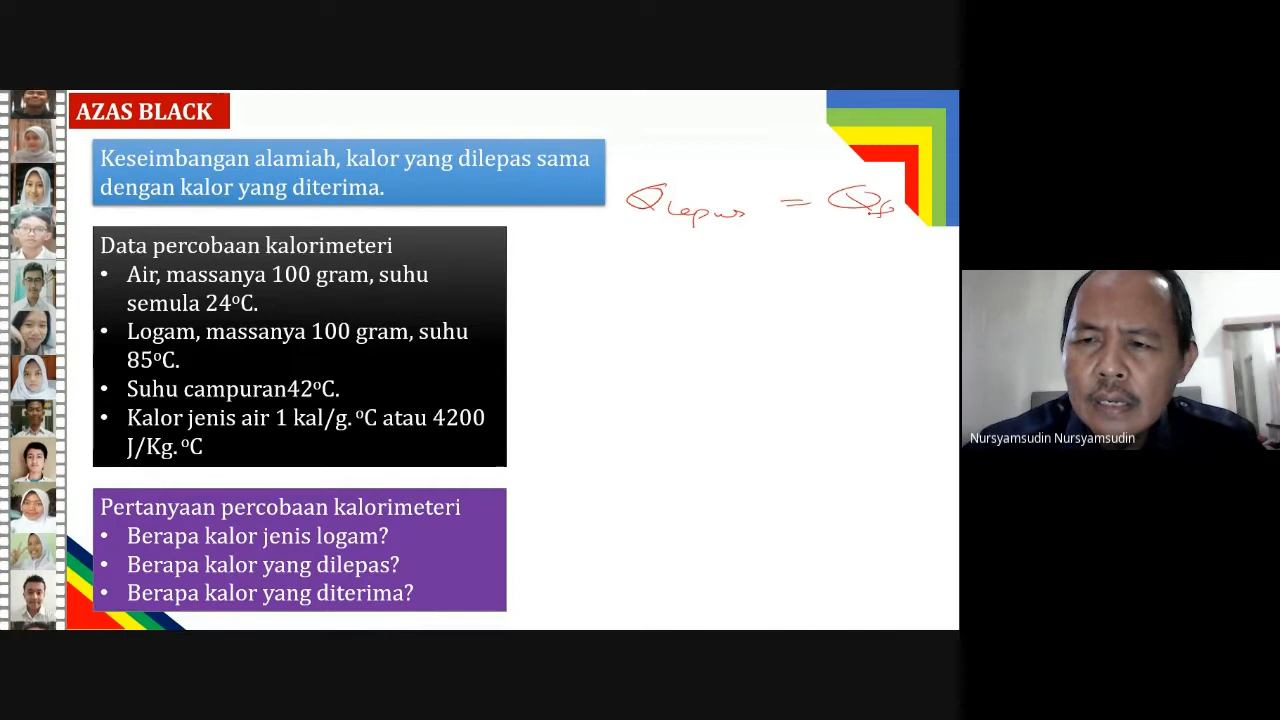 AZAS BLACK
Keseimbangan alamiah, kalor yang dilepas sama
dengan kalor yang diterima.
Qlepas = Q
Data percobaan kalorimeteri
• Air, massanya 100 gram, suhu
semula 24°C.
• Logam, massanya 100 gram, suhu
85°C.
• Suhu campuran42°C.
• Kalor jenis air 1 kal/g. °C atau 4200
J/Kg. °C
Nursyamsudin Nursyamsudin
Pertanyaan percobaan kalorimeteri
• Berapa kalor jenis logam?
• Berapa kalor yang dilepas?
• Berapa kalor yang diterima?